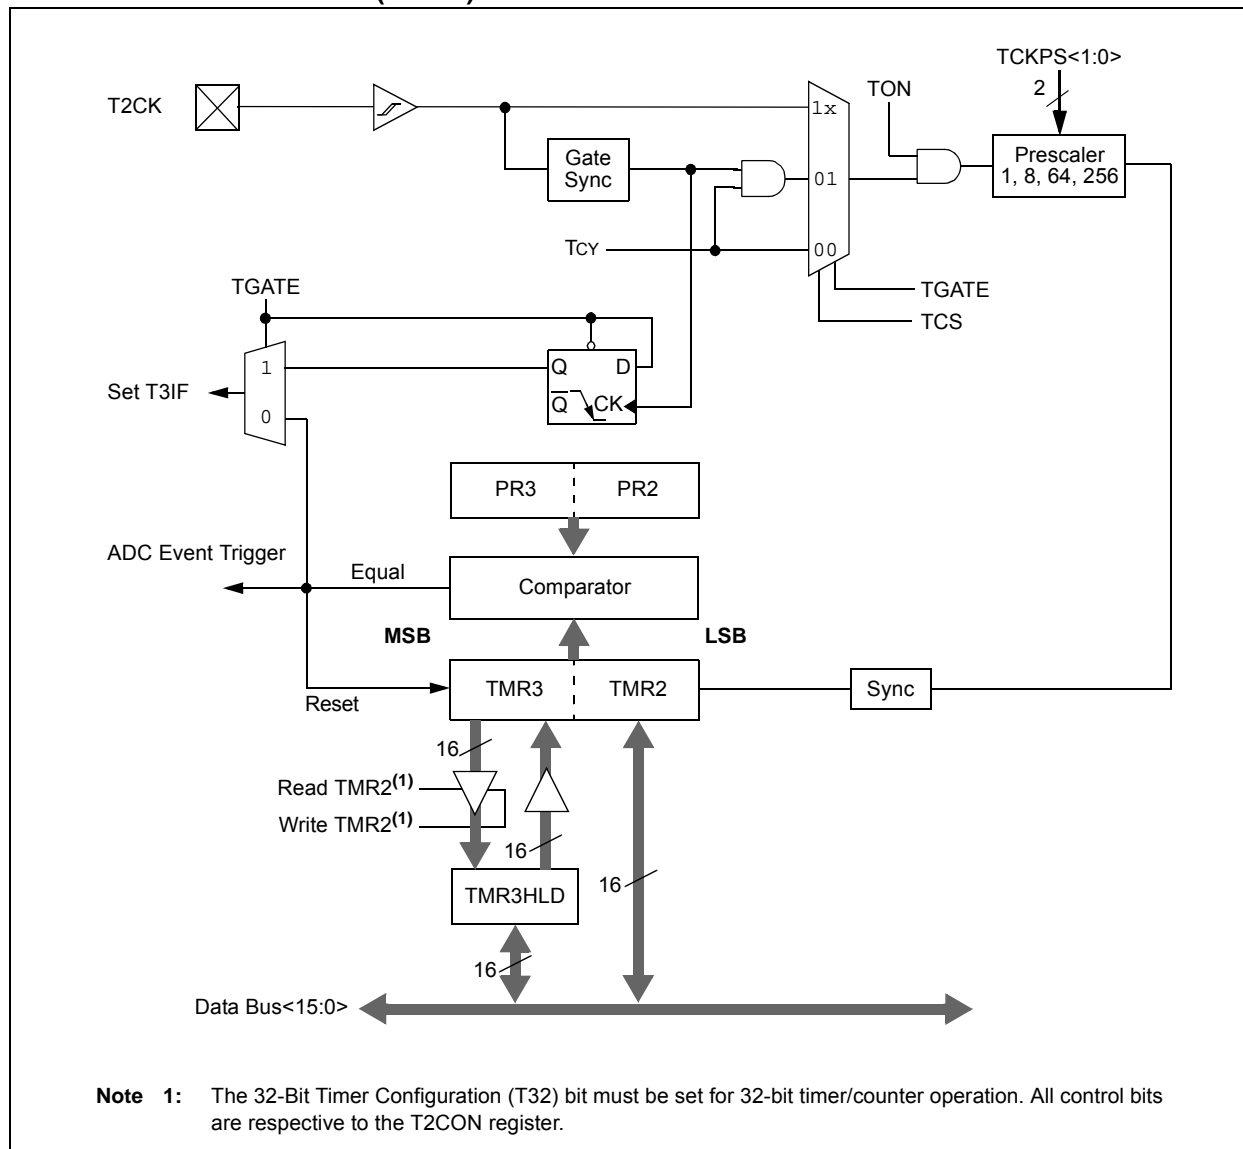 TCKPS<1:0>
2
T2CK
TON
1x
Gate
Sync
Prescaler
1, 8, 64, 256
01
TCY
00
TGATE
TGATE
TCS
1
Q
D
Set T3IF
Q
CK
0
PR3
PR2
ADC Event Trigger
Equal
Comparator
MSB
LSB
TMR3
TMR2
Sync
Reset
16
Read TMR2(1)
Write TMR2(1)
16
16
TMR3HLD
16
Data Bus<15:0>
Note 1: The 32-Bit Timer Configuration (T32) bit must be set for 32-bit timer/counter operation. All control bits
are respective to the T2CON register.